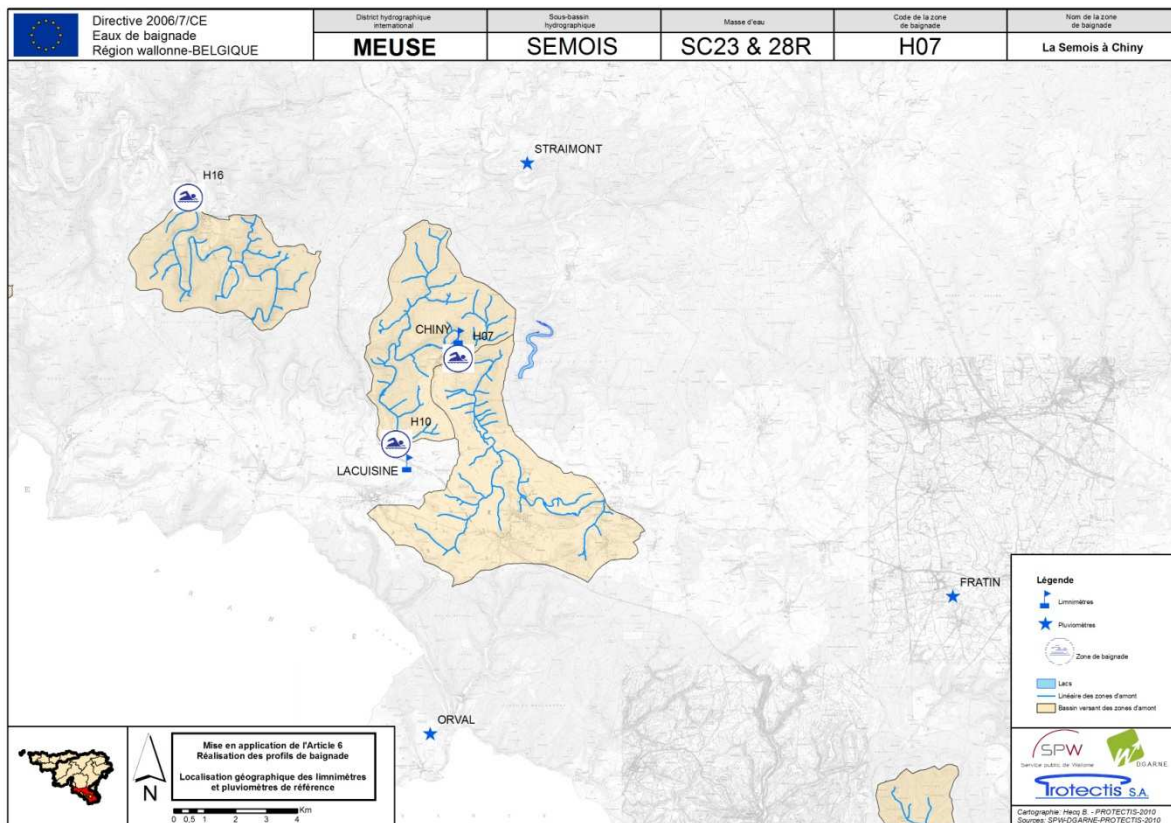 Directive 2006/7/CE
Eaux de baignade
Région wallonne-BELGIQUE
District hydrographique
international
MEUSE
Sous-bassin
hydrographique
SEMOIS
Masse d'eau
SC23 & 28R
Code de la zone
de baignade
H07
Nom de la zone
de baignade
La Semois à Chiny
STRAIMONT
H16
CHINY
H07
H10
LACUISINE
FRATIN
ORVAL
Légende
Limnimètres
Pluviomètres
Zone de baignade
Lacs
Linéaire des zones d'amont
Bassin versant des zones d'amont
N
Mise en application de l'Article 6
Réalisation des profils de baignade
Localisation géographique des limnimètres
et pluviomètres de référence
Km
0 0,5 1 2 3 4
SPW
Service public de Wallonie
DGARNE
Protectis S.A.
Cartographie: Hecq B. - PROTECTIS-2010
Sources: SPW-DGARNE-PROTECTIS-2010